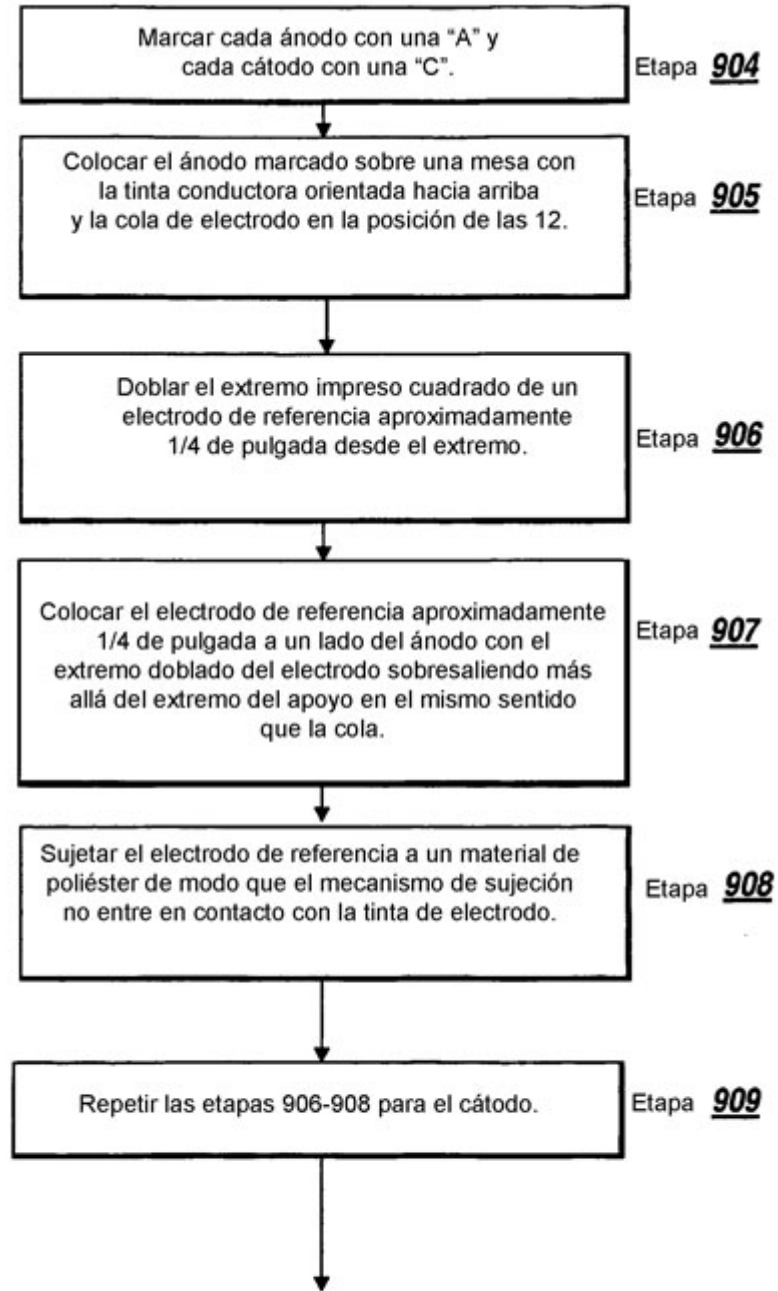 Marcar cada ánodo con una “A” y
cada cátodo con una “C”.
Etapa 904
Colocar el ánodo marcado sobre una mesa con
la tinta conductora orientada hacia arriba
y la cola de electrodo en la posición de las 12.
Etapa 905
Doblar el extremo impreso cuadrado de un
electrodo de referencia aproximadamente
1/4 de pulgada desde el extremo.
Etapa 906
Colocar el electrodo de referencia aproximadamente
1/4 de pulgada a un lado del ánodo con el
extremo doblado del electrodo sobresaliendo más
allá del extremo del apoyo en el mismo sentido
que la cola.
Etapa 907
Sujetar el electrodo de referencia a un material de
poliéster de modo que el mecanismo de sujeción
no entre en contacto con la tinta de electrodo.
Etapa 908
Repetir las etapas 906-908 para el cátodo.
Etapa 909